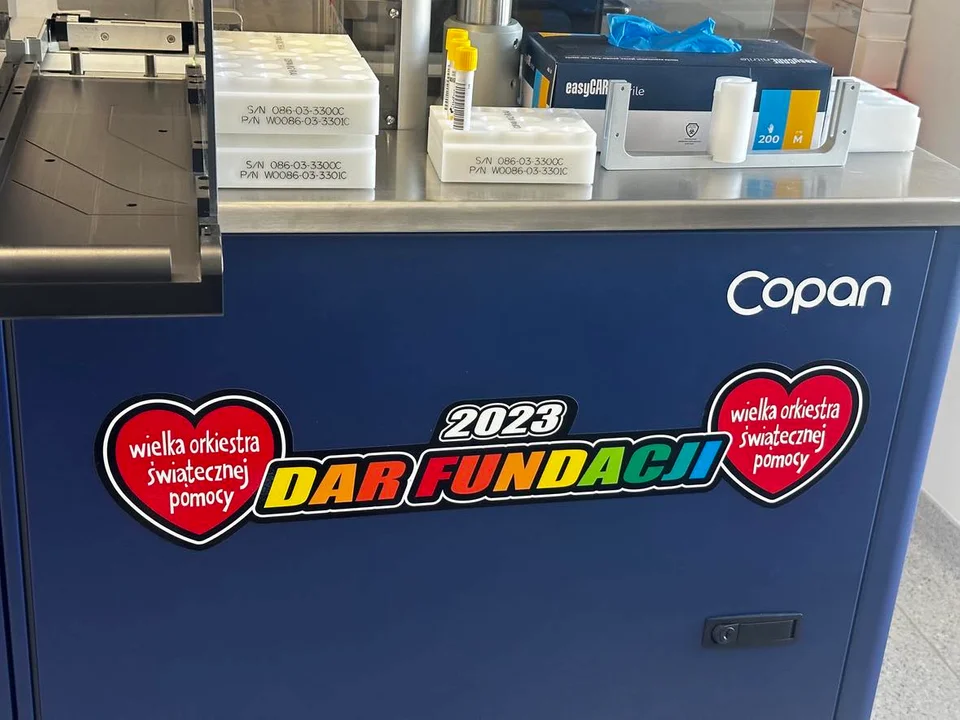 S/N 086-03-3300C
P/N W0086-03-3301C
S/N 086-03-3300C
P/N W0086-03-3301C
S/N 086-03-3300C
P/N W0086-03-3301C
easyCARE
200
M
Copan
2023
DAR FUNDACJI
wielka orkiestra
świątecznej
pomocy
wielka orkiestra
świątecznej
pomocy